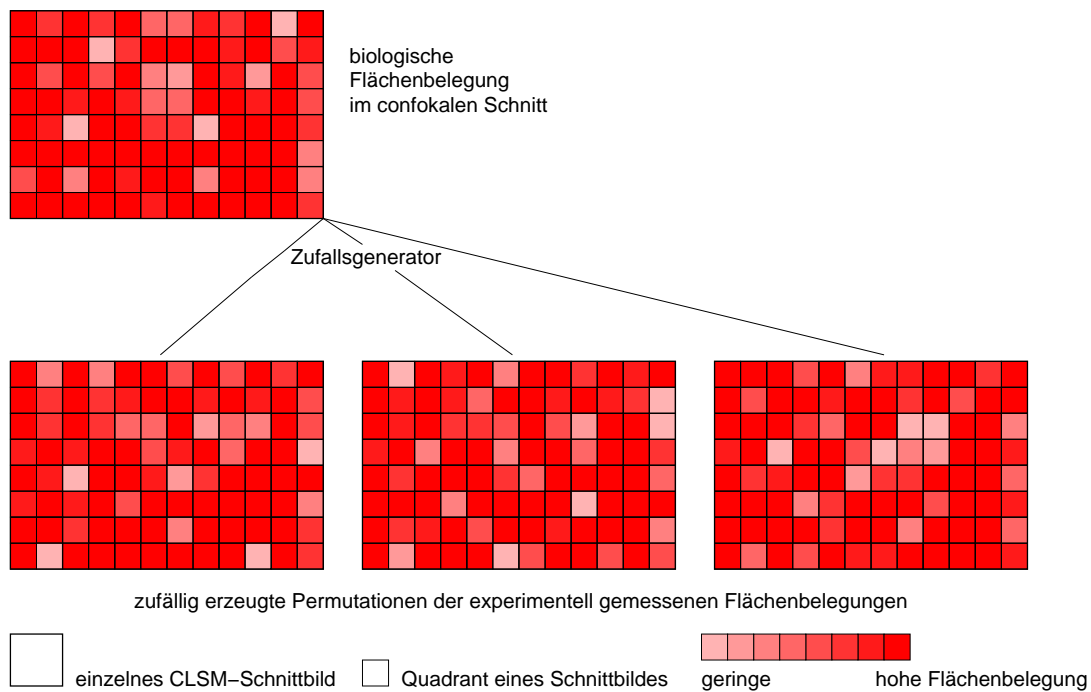 biologische
Flächenbelegung
im confokalen Schnitt
Zufallsgenerator
zufällig erzeugte Permutationen der experimentell gemessenen Flächenbelegungen
einzelnes CLSM−Schnittbild
Quadrant eines Schnittbildes
geringe
hohe Flächenbelegung